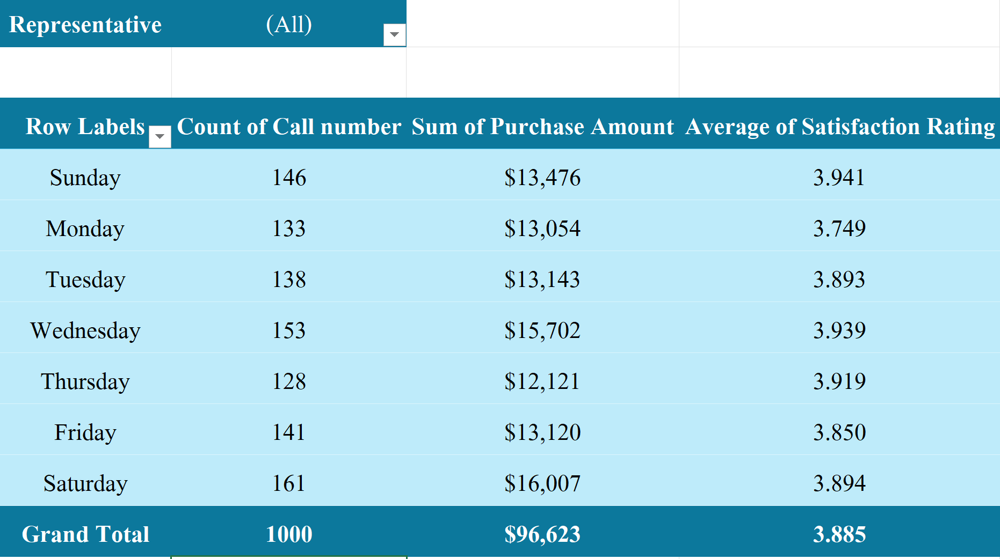 Representative (All)
Row Labels Count of Call number Sum of Purchase Amount Average of Satisfaction Rating
Sunday 146 $13,476 3.941
Monday 133 $13,054 3.749
Tuesday 138 $13,143 3.893
Wednesday 153 $15,702 3.939
Thursday 128 $12,121 3.919
Friday 141 $13,120 3.850
Saturday 161 $16,007 3.894
Grand Total 1000 $96,623 3.885